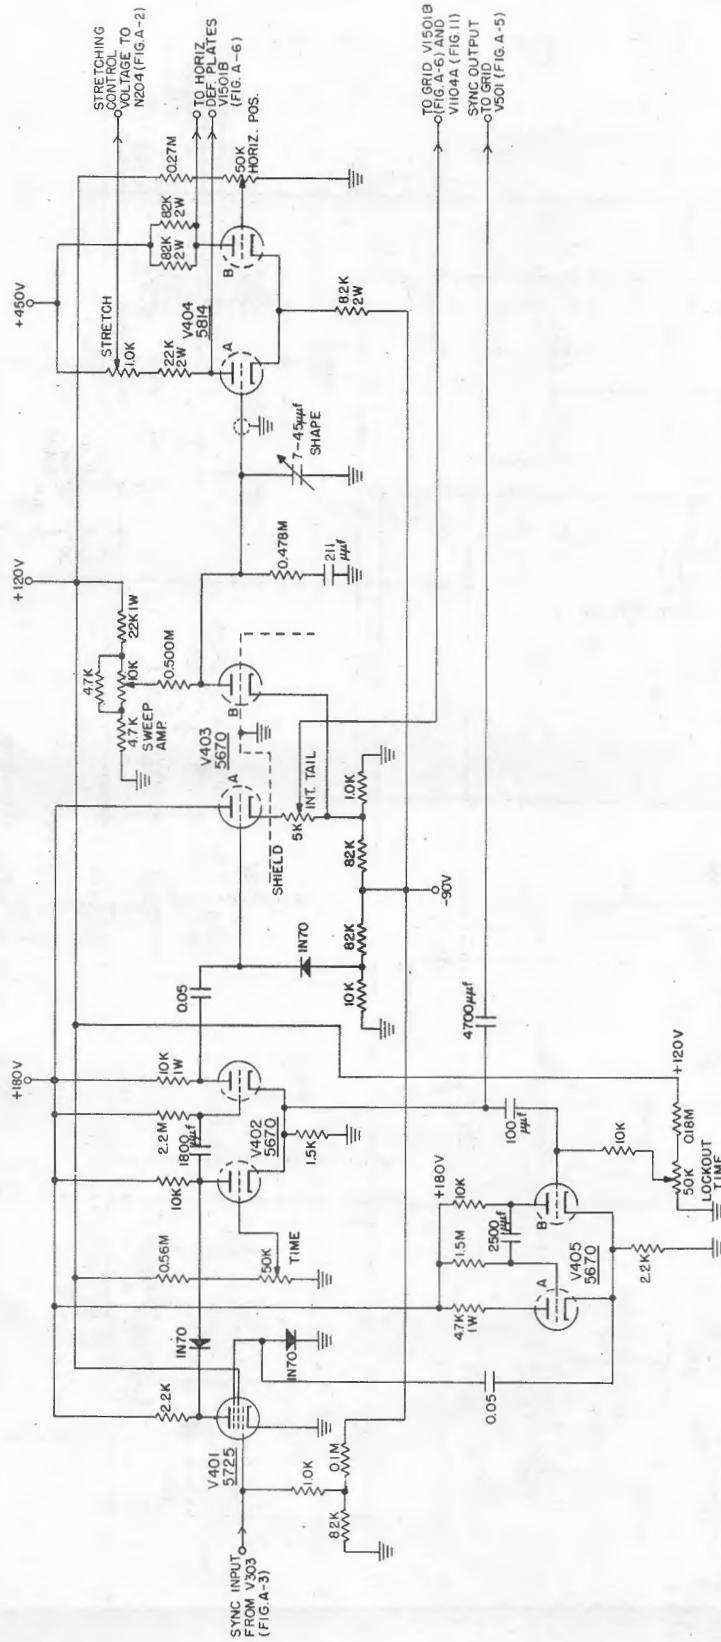 STRETCHING
CONTROL
VOLTAGE TO
N204 (FIG. A-2)
TO HORIZ
DEF. PLATES
V1501B
(FIG. A-6)
TO GRID V1501B
(FIG. A-6) AND
V1104A (FIG. 11)
SYNC OUTPUT
TO GRID
V501 (FIG. A-5)
+450V
STRETCH
1.0K
22K
2W
82K
2W
82K
2W
0.27M
50K
HORIZ. POS.
V404
5814
A
B
8.2K
2W
7-45µµf
SHAPE
0.478M
211
µµf
+120V
47K
10K
22K 1W
4.7K
SWEEP
AMP.
0.500M
V403
5670
A
B
SHIELD
5K
INT. TAIL
1.0K
82K
-90V
82K
10K
1N70
0.05
+180V
10K
1W
2.2M
1800
µµf
10K
V402
5670
1.5K
0.56M
50K
TIME
1N70
2.2K
V401
5725
1N70
SYNC INPUT
FROM V303
(FIG. A-3)
1.0K
0.1M
82K
0.05
4700µµf
100
µµf
+180V
10K
1.5M
2500
µµf
4.7K
1W
A
B
V405
5670
2.2K
10K
+120V
0.18M
50K
LOCKOUT
TIME